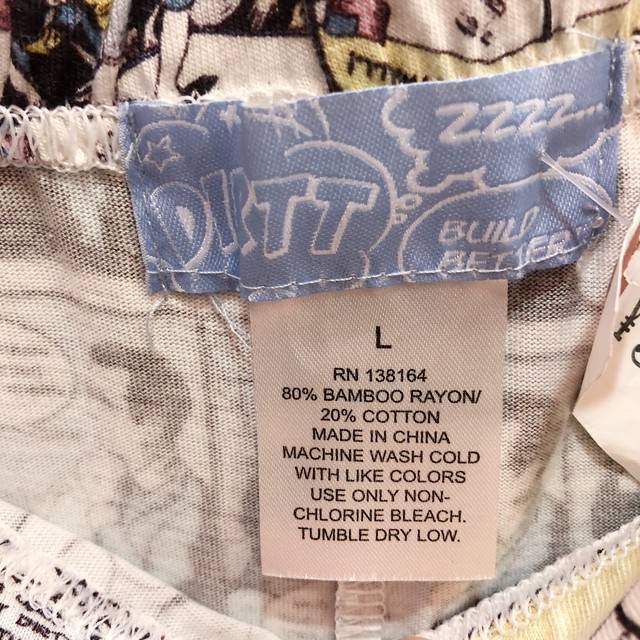 ZZZZ...
BUILD
BETTER
L
RN 138164
80% BAMBOO RAYON/
20% COTTON
MADE IN CHINA
MACHINE WASH COLD
WITH LIKE COLORS
USE ONLY NON-
CHLORINE BLEACH.
TUMBLE DRY LOW.